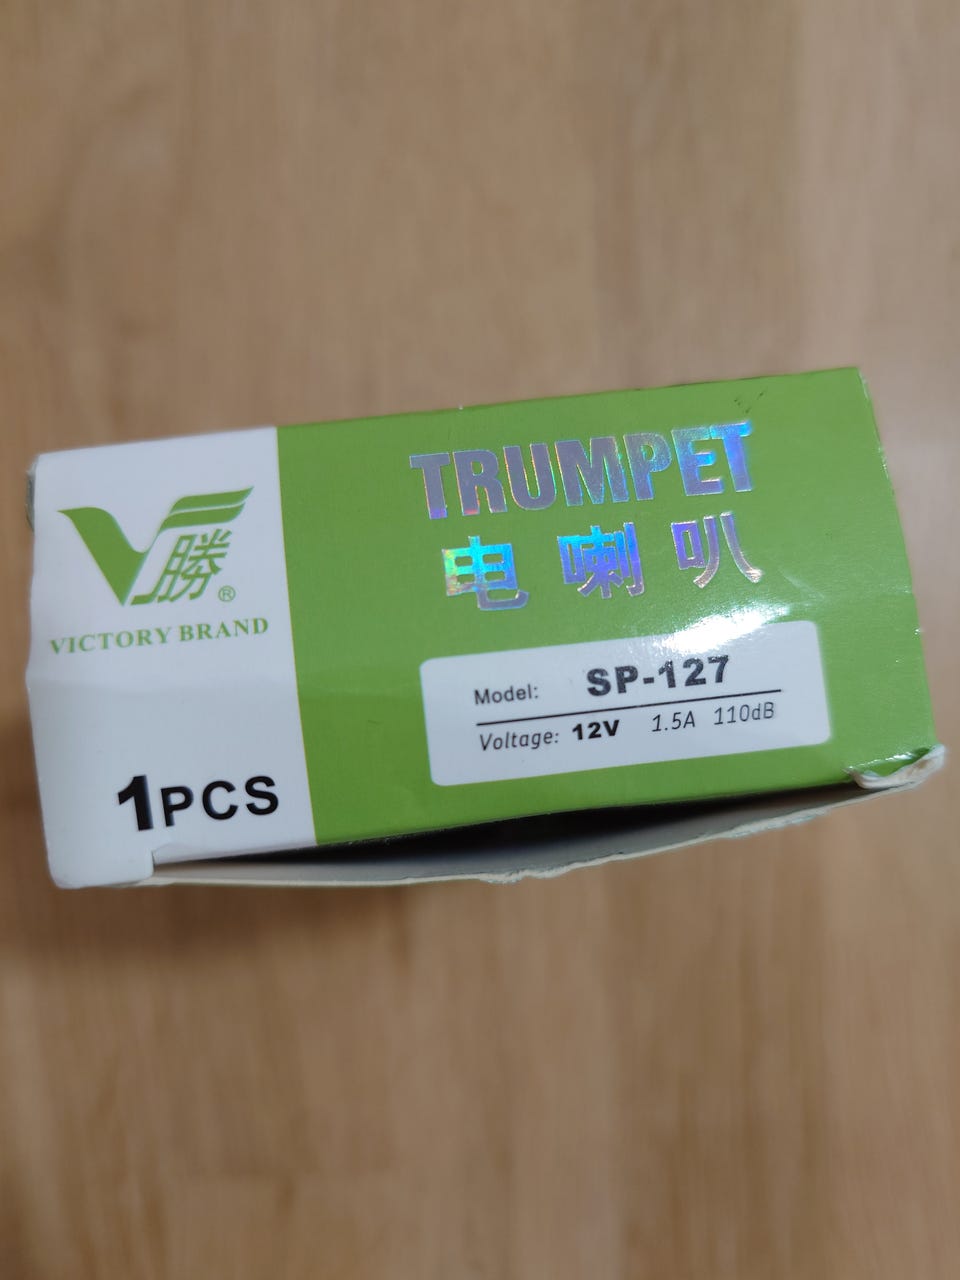 勝®
VICTORY BRAND
1PCS
TRUMPET
电喇叭
Model: SP-127
Voltage: 12V 1.5A 110dB